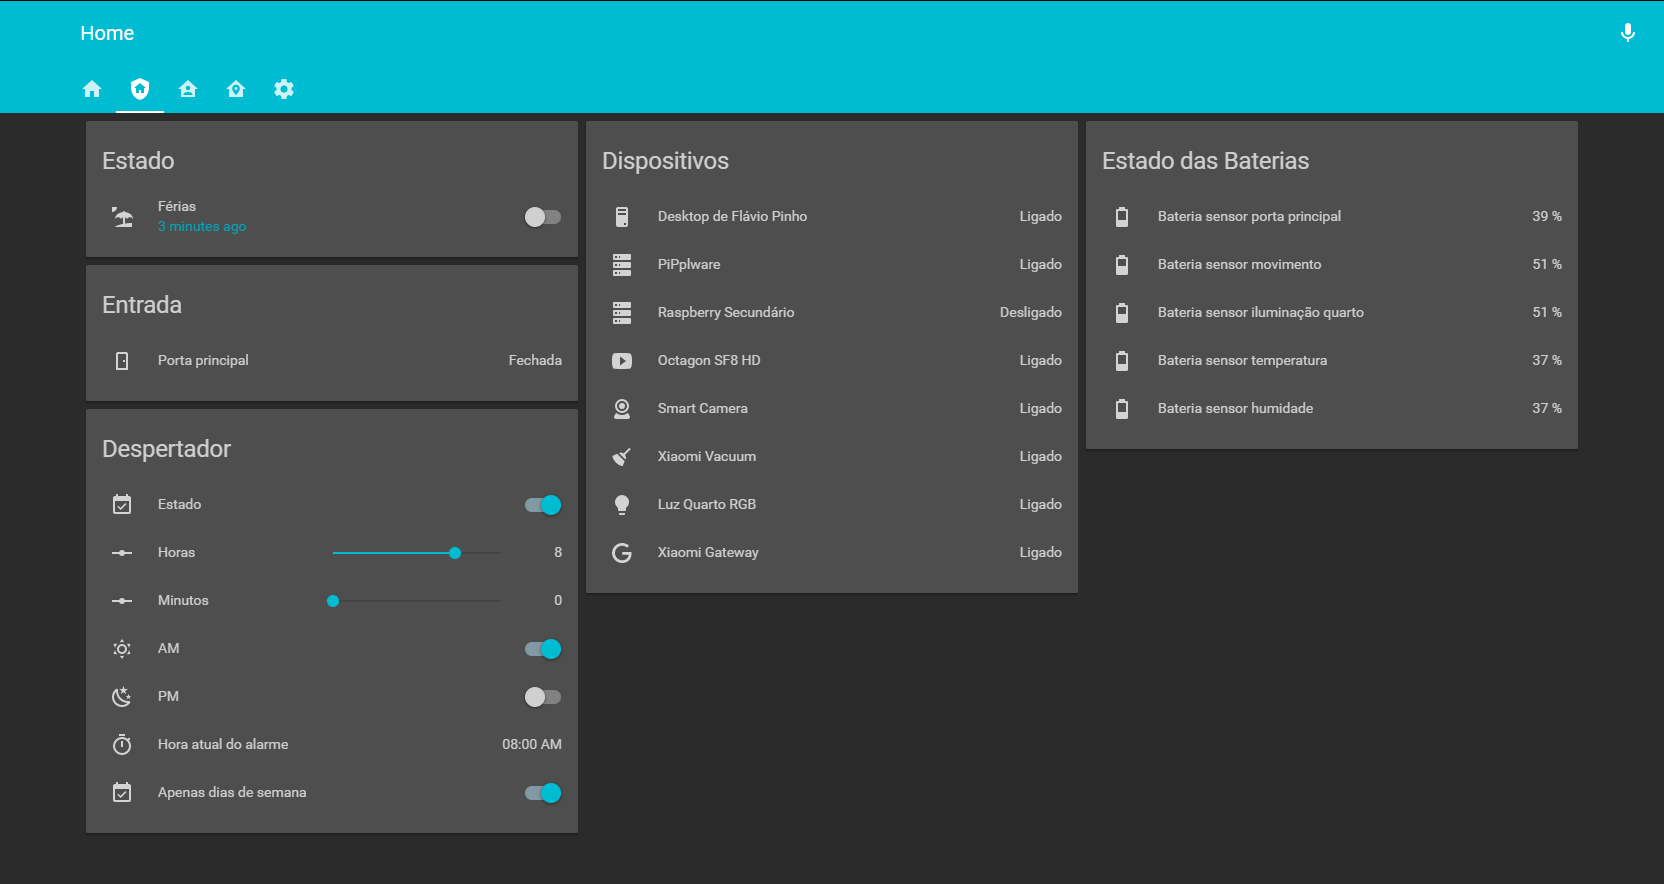 Home
Estado
Férias
3 minutes ago
Entrada
Porta principal Fechada
Despertador
Estado
Horas 8
Minutos 0
AM
PM
Hora atual do alarme 08:00 AM
Apenas dias de semana
Dispositivos
Desktop de Flávio Pinho Ligado
PiPplware Ligado
Raspberry Secundário Desligado
Octagon SF8 HD Ligado
Smart Camera Ligado
Xiaomi Vacuum Ligado
Luz Quarto RGB Ligado
Xiaomi Gateway Ligado
Estado das Baterias
Bateria sensor porta principal 39 %
Bateria sensor movimento 51 %
Bateria sensor iluminação quarto 51 %
Bateria sensor temperatura 37 %
Bateria sensor humidade 37 %